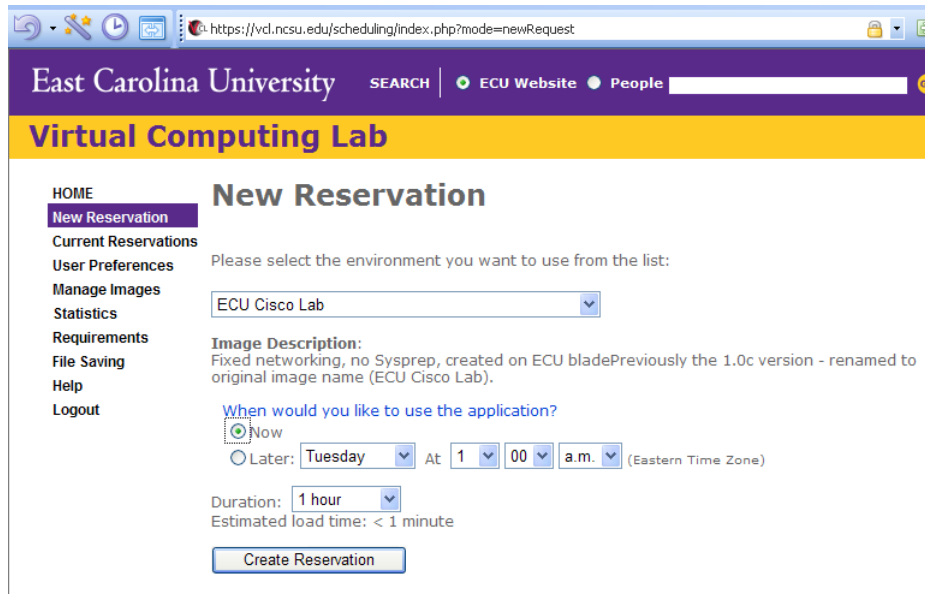 https://vcl.ncsu.edu/scheduling/index.php?mode=newRequest
East Carolina University SEARCH ECU Website People
Virtual Computing Lab
HOME
New Reservation
Current Reservations
User Preferences
Manage Images
Statistics
Requirements
File Saving
Help
Logout
New Reservation
Please select the environment you want to use from the list:
ECU Cisco Lab
Image Description:
Fixed networking, no Sysprep, created on ECU bladePreviously the 1.0c version - renamed to
original image name (ECU Cisco Lab).
When would you like to use the application?
Now
Later: Tuesday At 1 00 a.m. (Eastern Time Zone)
Duration: 1 hour
Estimated load time: < 1 minute
Create Reservation